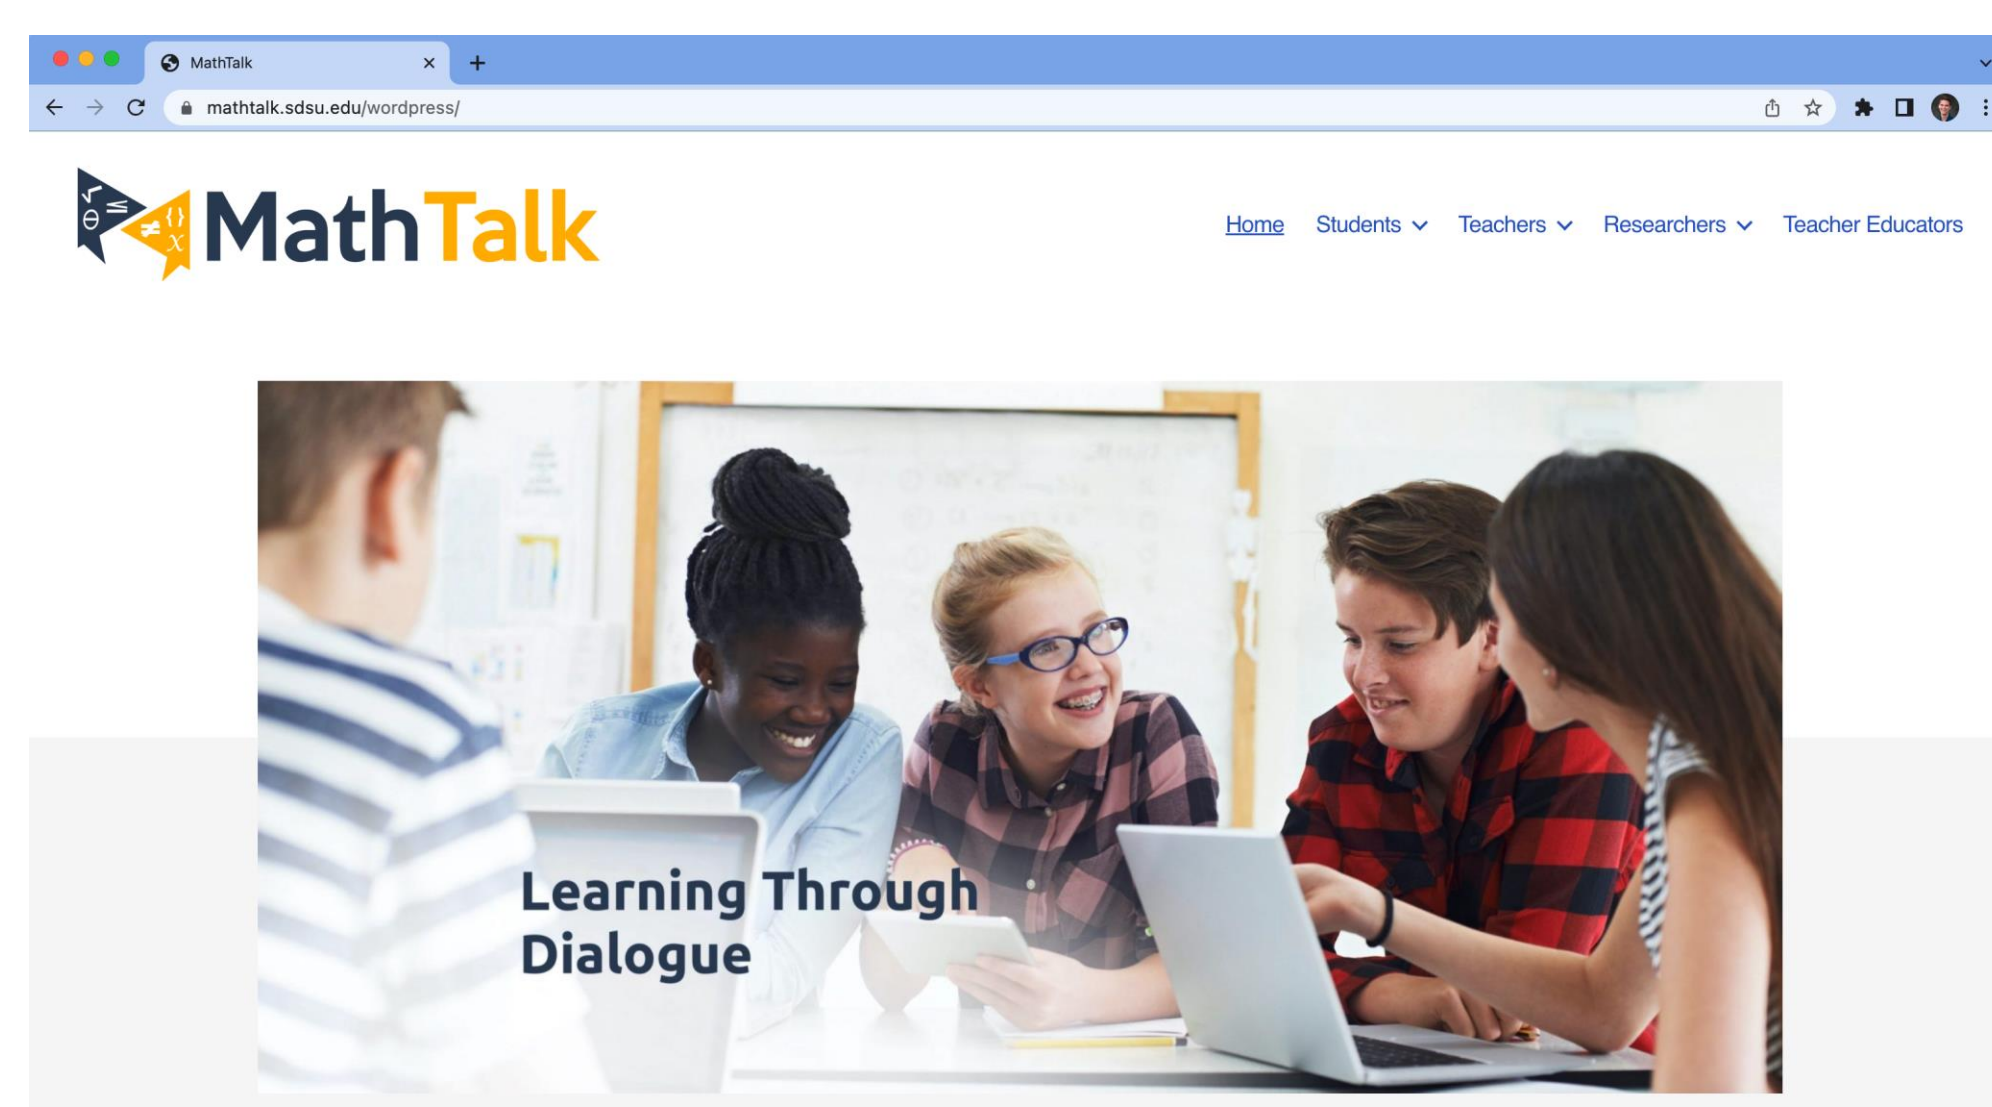 MathTalk
mathtalk.sdsu.edu/wordpress/
√ ≤
θ ≠ {} x
MathTalk
Home Students Teachers Researchers Teacher Educators
Learning Through
Dialogue